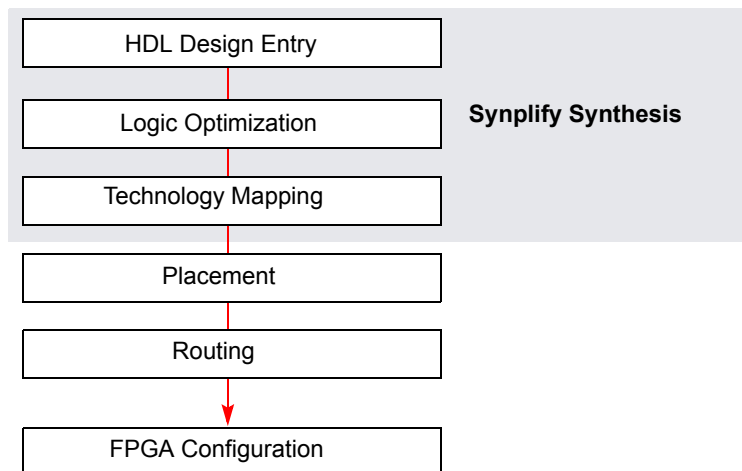 HDL Design Entry
Logic Optimization
Synplify Synthesis
Technology Mapping
Placement
Routing
FPGA Configuration